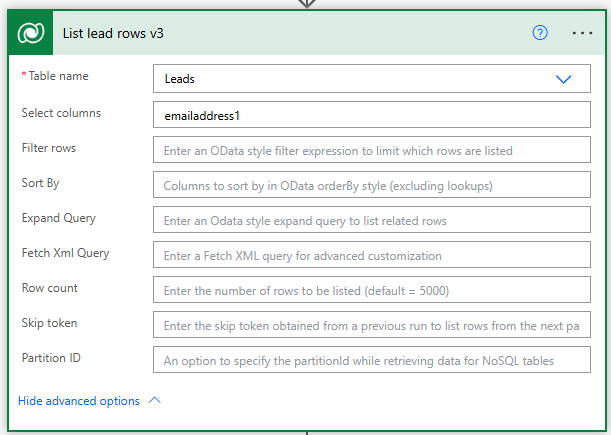 List lead rows v3
* Table name Leads
Select columns emailaddress1
Filter rows Enter an OData style filter expression to limit which rows are listed
Sort By Columns to sort by in OData orderBy style (excluding lookups)
Expand Query Enter an Odata style expand query to list related rows
Fetch Xml Query Enter a Fetch XML query for advanced customization
Row count Enter the number of rows to be listed (default = 5000)
Skip token Enter the skip token obtained from a previous run to list rows from the next pa
Partition ID An option to specify the partitionId while retrieving data for NoSQL tables
Hide advanced options